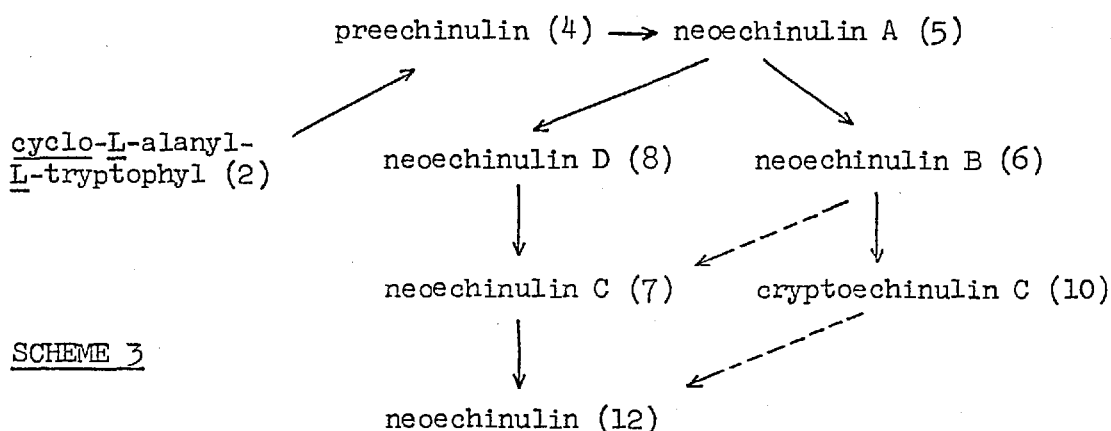 preechinulin (4) → neoechinulin A (5)
cyclo-L-alanyl-
L-tryptophyl (2)
neoechinulin D (8)
neoechinulin B (6)
neoechinulin C (7)
cryptoechinulin C (10)
SCHEME 3
neoechinulin (12)